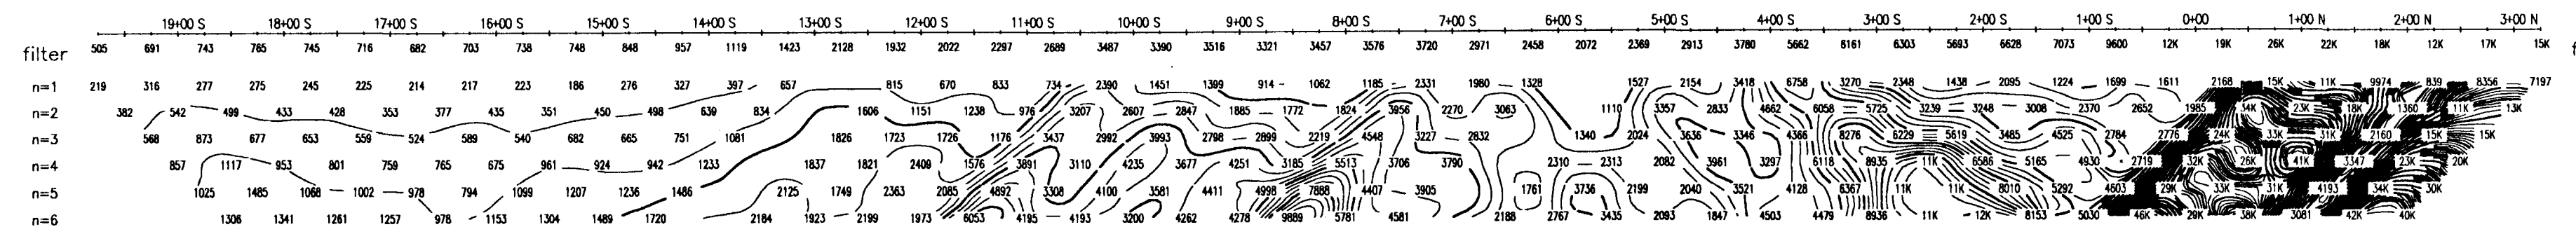 19+00 S 18+00 S 17+00 S 16+00 S 15+00 S 14+00 S 13+00 S 12+00 S 11+00 S 10+00 S 9+00 S 8+00 S 7+00 S 6+00 S 5+00 S 4+00 S 3+00 S 2+00 S 1+00 S 0+00 1+00 N 2+00 N 3+00 N
filter 505 691 743 765 745 716 682 703 738 748 848 957 1119 1423 2128 1932 2022 2297 2689 3487 3390 3516 3321 3457 3576 3720 2971 2458 2072 2369 2913 3780 5662 8161 6303 5693 6628 7073 9600 12K 19K 26K 22K 18K 12K 17K 15K f
n=1 219 316 277 275 245 225 214 217 223 186 276 327 397 657 815 670 833 734 2390 1451 1399 914 1062 1185 2331 1980 1328 1527 2154 3418 6758 3270 2348 1438 2095 1224 1699 1611 2168 15K 11K 9974 839 8356 7197
n=2 382 542 499 433 428 353 377 435 351 450 498 639 834 1606 1151 1238 976 3207 2607 2847 1885 1772 1824 3956 2270 3063 1110 3357 2833 4662 6058 5725 3239 3248 3008 2370 2652 1985 34K 23K 18K 1360 11K 13K
n=3 568 873 677 653 559 524 589 540 682 665 751 1081 1826 1723 1726 1176 3437 2992 3993 2798 2899 2219 4548 3227 2832 1340 2024 3636 3346 4366 8276 6229 5619 3485 4525 2784 2776 24K 33K 31K 2160 15K 15K
n=4 857 1117 953 801 759 765 675 961 924 942 1233 1837 1821 2409 1576 3891 3110 4235 3677 4251 3185 5513 3706 3790 2310 2313 2082 3961 3297 6118 8935 11K 6586 5165 4930 2719 32K 26K 41K 3347 23K 20K
n=5 1025 1485 1068 1002 978 794 1099 1207 1236 1486 2125 1749 2363 2085 4892 3308 4100 3581 4411 4998 7888 4407 3905 1761 3736 2199 2040 3521 4128 6367 11K 11K 8010 5292 4603 29K 33K 31K 4193 34K 30K
n=6 1306 1341 1261 1257 978 1153 1304 1489 1720 2184 1923 2199 1973 6053 4195 4193 3200 4262 4278 9889 5781 4581 2188 2767 3435 2093 1847 4503 4479 8936 11K 12K 8153 5030 46K 29K 38K 3081 42K 40K